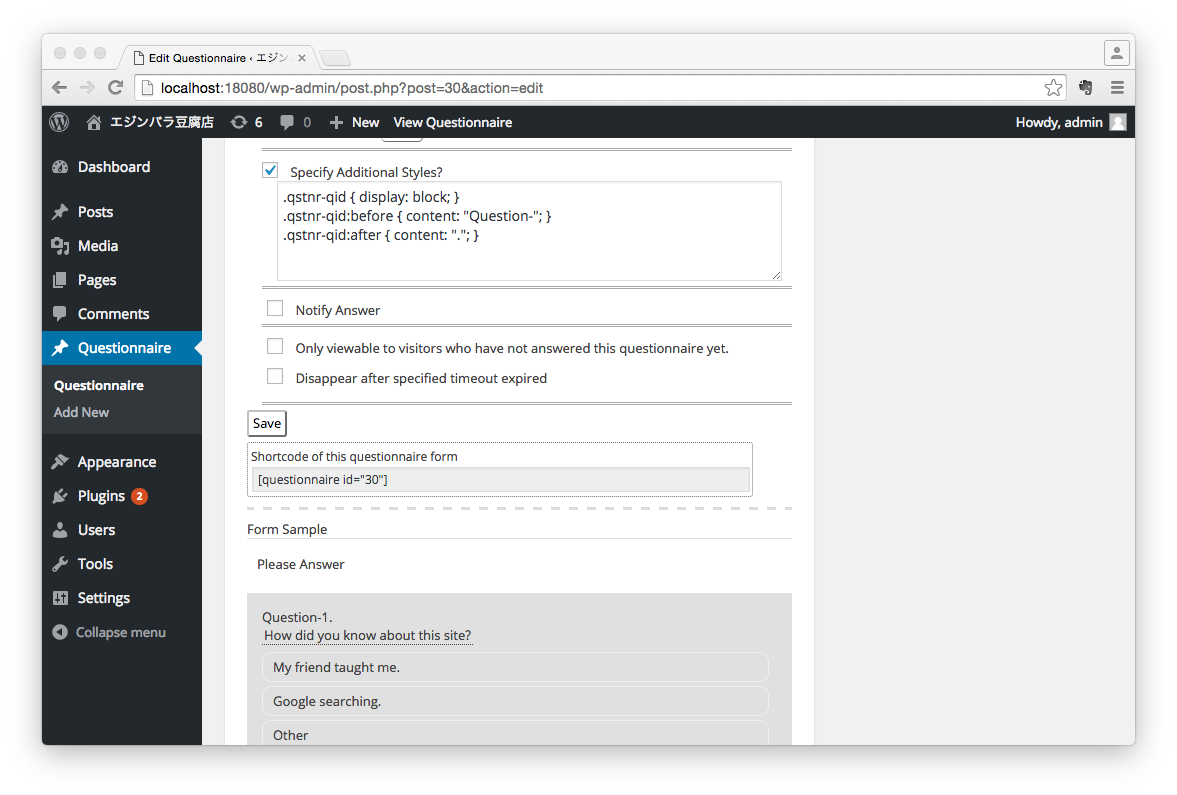 Edit Questionnaire ‹ エジン
localhost:18080/wp-admin/post.php?post=30&action=edit
エジンバラ豆腐店 6 0 New View Questionnaire Howdy, admin
Dashboard
Posts
Media
Pages
Comments
Questionnaire
Questionnaire
Add New
Appearance
Plugins 2
Users
Tools
Settings
Collapse menu
Specify Additional Styles?
.qstnr-qid { display: block; }
.qstnr-qid:before { content: "Question-"; }
.qstnr-qid:after { content: "."; }
Notify Answer
Only viewable to visitors who have not answered this questionnaire yet.
Disappear after specified timeout expired
Save
Shortcode of this questionnaire form
[questionnaire id="30"]
Form Sample
Please Answer
Question-1.
How did you know about this site?
My friend taught me.
Google searching.
Other